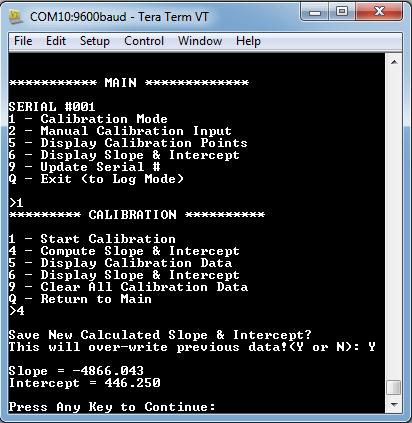 COM10:9600baud - Tera Term VT
File Edit Setup Control Window Help
*********** MAIN *************
SERIAL #001
1 - Calibration Mode
2 - Manual Calibration Input
5 - Display Calibration Points
6 - Display Slope & Intercept
9 - Update Serial #
Q - Exit (to Log Mode)
>1
********* CALIBRATION **********
1 - Start Calibration
4 - Compute Slope & Intercept
5 - Display Calibration Data
6 - Display Slope & Intercept
9 - Clear All Calibration Data
Q - Return to Main
>4
Save New Calculated Slope & Intercept?
This will over-write previous data!(Y or N): Y
Slope = -4866.043
Intercept = 446.250
Press Any Key to Continue: